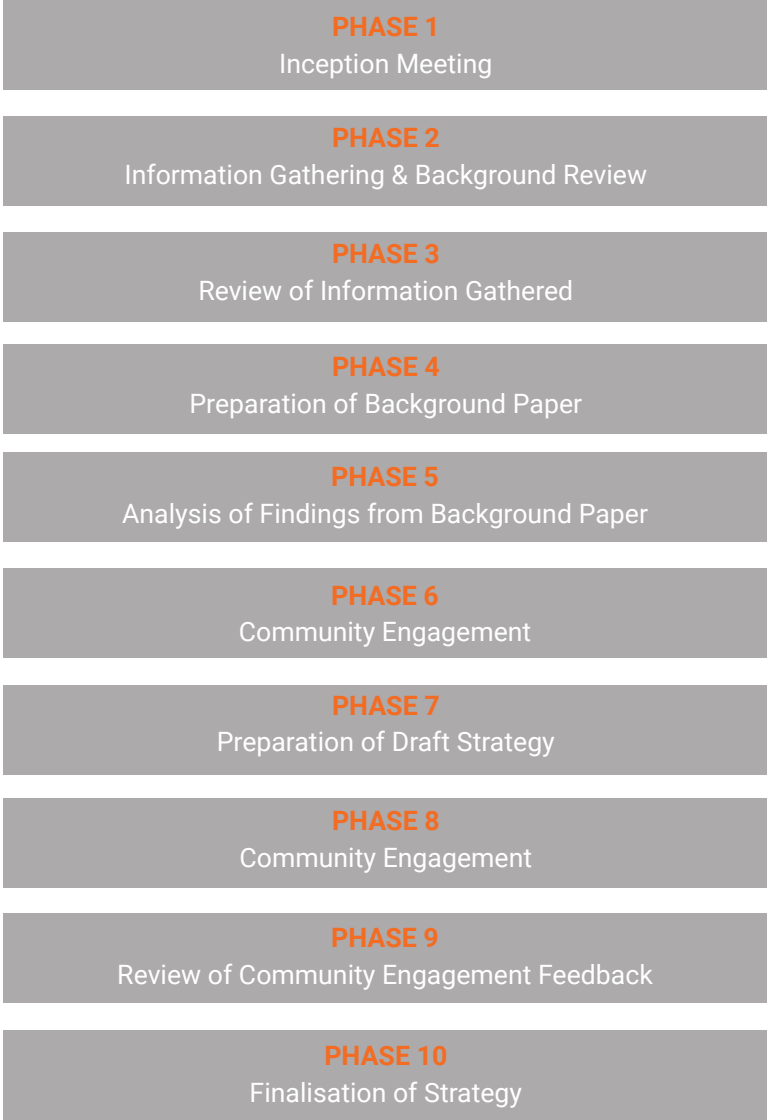 PHASE 1
Inception Meeting
PHASE 2
Information Gathering & Background Review
PHASE 3
Review of Information Gathered
PHASE 4
Preparation of Background Paper
PHASE 5
Analysis of Findings from Background Paper
PHASE 6
Community Engagement
PHASE 7
Preparation of Draft Strategy
PHASE 8
Community Engagement
PHASE 9
Review of Community Engagement Feedback
PHASE 10
Finalisation of Strategy